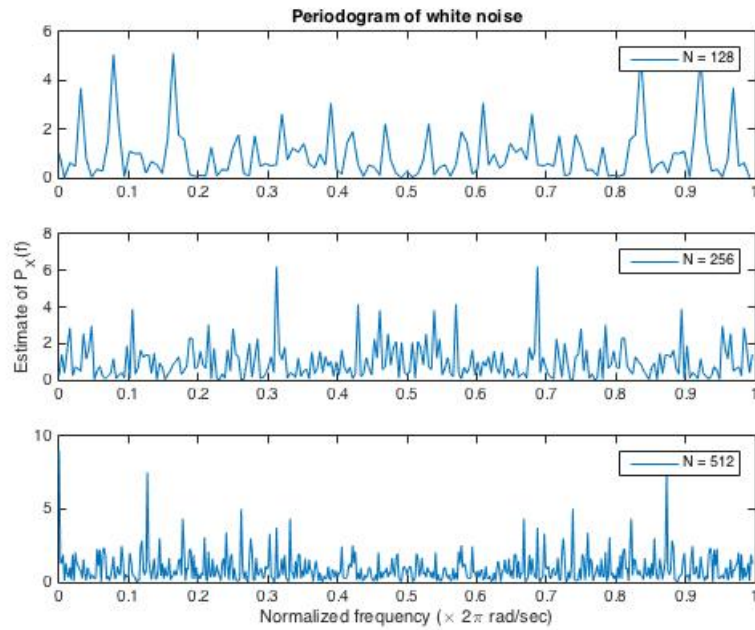 Periodogram of white noise
6
4
2
0
N = 128
0 0.1 0.2 0.3 0.4 0.5 0.6 0.7 0.8 0.9 1
Estimate of P_X(f)
8
6
4
2
0
N = 256
0 0.1 0.2 0.3 0.4 0.5 0.6 0.7 0.8 0.9 1
10
5
0
N = 512
0 0.1 0.2 0.3 0.4 0.5 0.6 0.7 0.8 0.9 1
Normalized frequency (× 2π rad/sec)